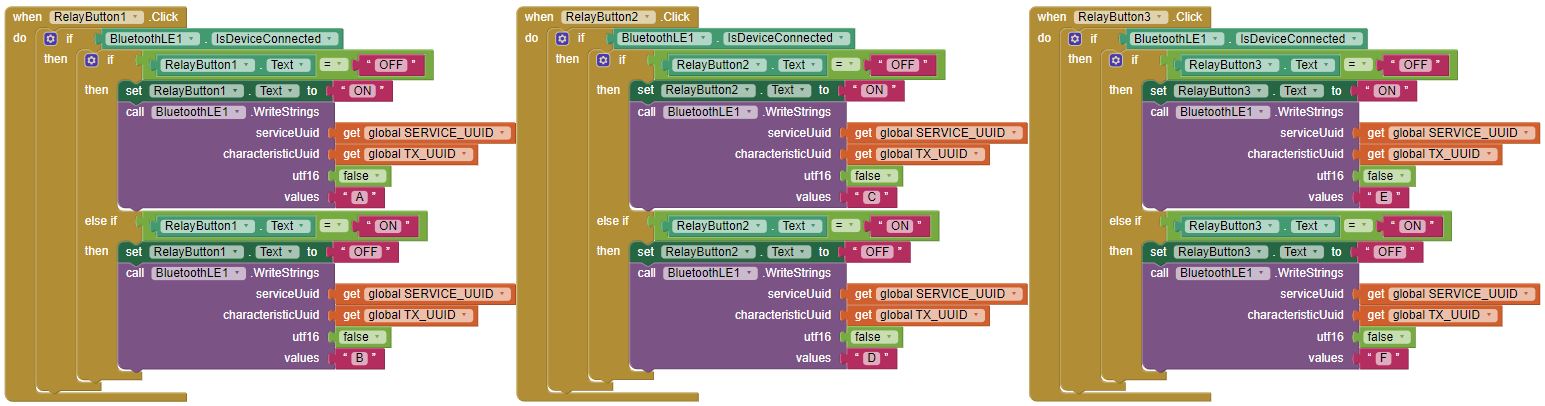 when RelayButton1 .Click
do if BluetoothLE1 . IsDeviceConnected
then if RelayButton1 . Text = " OFF "
then set RelayButton1 . Text to " ON "
call BluetoothLE1 .WriteStrings
serviceUuid get global SERVICE_UUID
characteristicUuid get global TX_UUID
utf16 false
values " A "
else if RelayButton1 . Text = " ON "
then set RelayButton1 . Text to " OFF "
call BluetoothLE1 .WriteStrings
serviceUuid get global SERVICE_UUID
characteristicUuid get global TX_UUID
utf16 false
values " B "
when RelayButton2 .Click
do if BluetoothLE1 . IsDeviceConnected
then if RelayButton2 . Text = " OFF "
then set RelayButton2 . Text to " ON "
call BluetoothLE1 .WriteStrings
serviceUuid get global SERVICE_UUID
characteristicUuid get global TX_UUID
utf16 false
values " C "
else if RelayButton2 . Text = " ON "
then set RelayButton2 . Text to " OFF "
call BluetoothLE1 .WriteStrings
serviceUuid get global SERVICE_UUID
characteristicUuid get global TX_UUID
utf16 false
values " D "
when RelayButton3 .Click
do if BluetoothLE1 . IsDeviceConnected
then if RelayButton3 . Text = " OFF "
then set RelayButton3 . Text to " ON "
call BluetoothLE1 .WriteStrings
serviceUuid get global SERVICE_UUID
characteristicUuid get global TX_UUID
utf16 false
values " E "
else if RelayButton3 . Text = " ON "
then set RelayButton3 . Text to " OFF "
call BluetoothLE1 .WriteStrings
serviceUuid get global SERVICE_UUID
characteristicUuid get global TX_UUID
utf16 false
values " F "